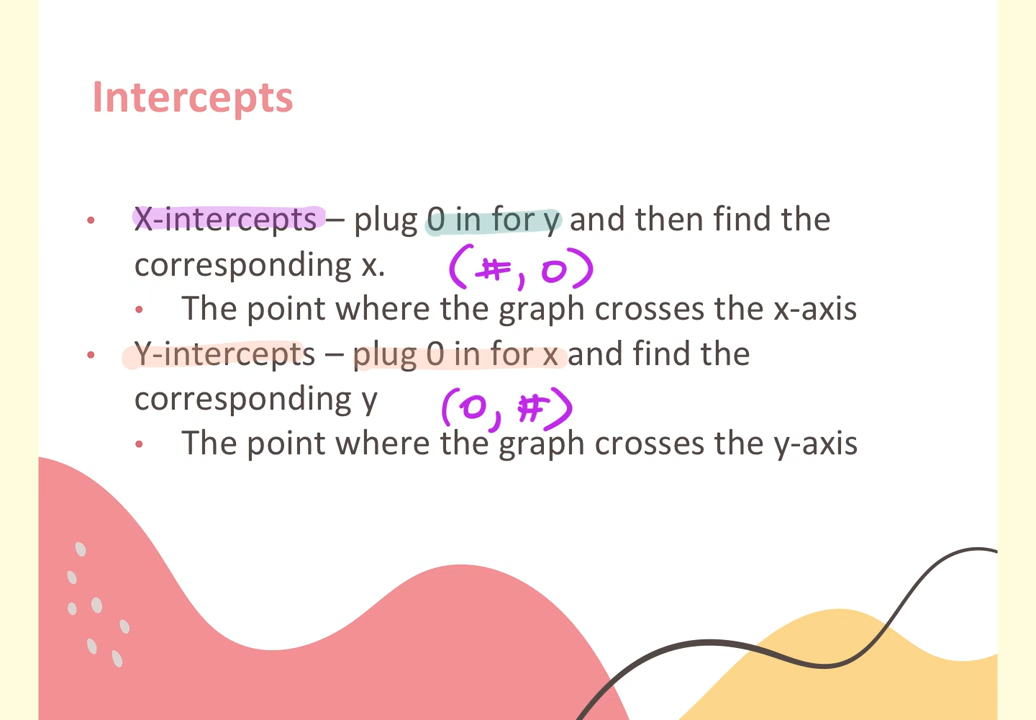 Intercepts
• X-intercepts – plug 0 in for y and then find the
corresponding x. (#, 0)
• The point where the graph crosses the x-axis
• Y-intercepts – plug 0 in for x and find the
corresponding y (0, #)
• The point where the graph crosses the y-axis